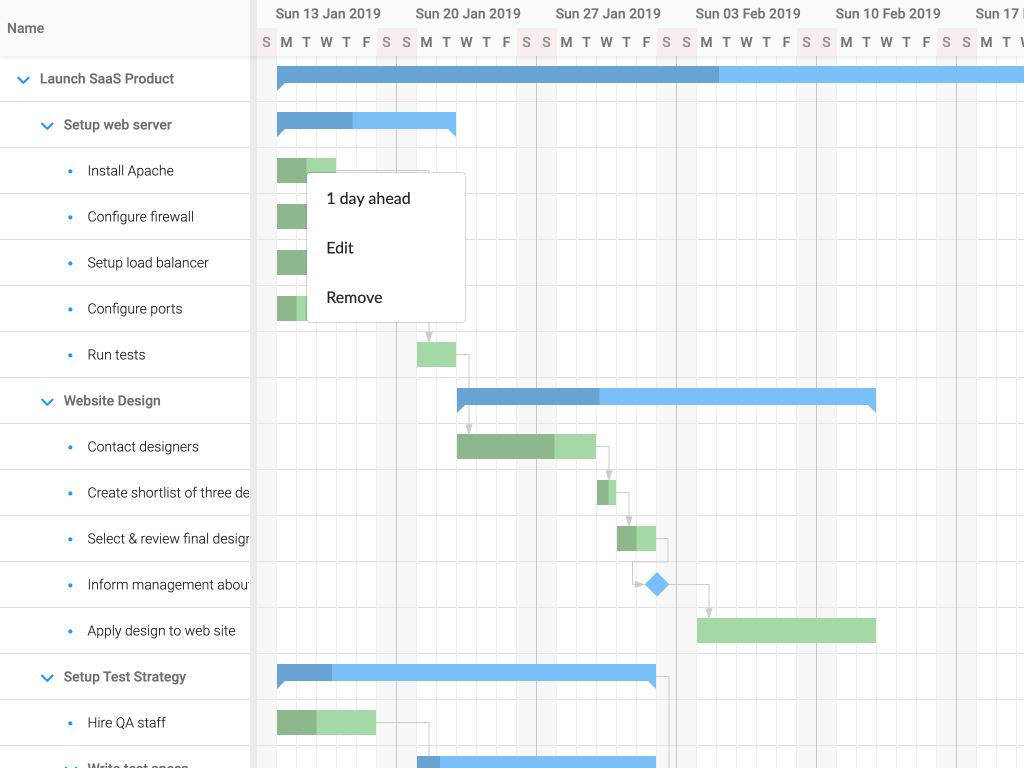 Name
Sun 13 Jan 2019 Sun 20 Jan 2019 Sun 27 Jan 2019 Sun 03 Feb 2019 Sun 10 Feb 2019 Sun 17
S M T W T F S S M T W T F S S M T W T F S S M T W T F S S M T W T F S S M T
Launch SaaS Product
Setup web server
Install Apache
1 day ahead
Configure firewall
Edit
Setup load balancer
Remove
Configure ports
Run tests
Website Design
Contact designers
Create shortlist of three de
Select & review final desigr
Inform management abou
Apply design to web site
Setup Test Strategy
Hire QA staff
Write test specs